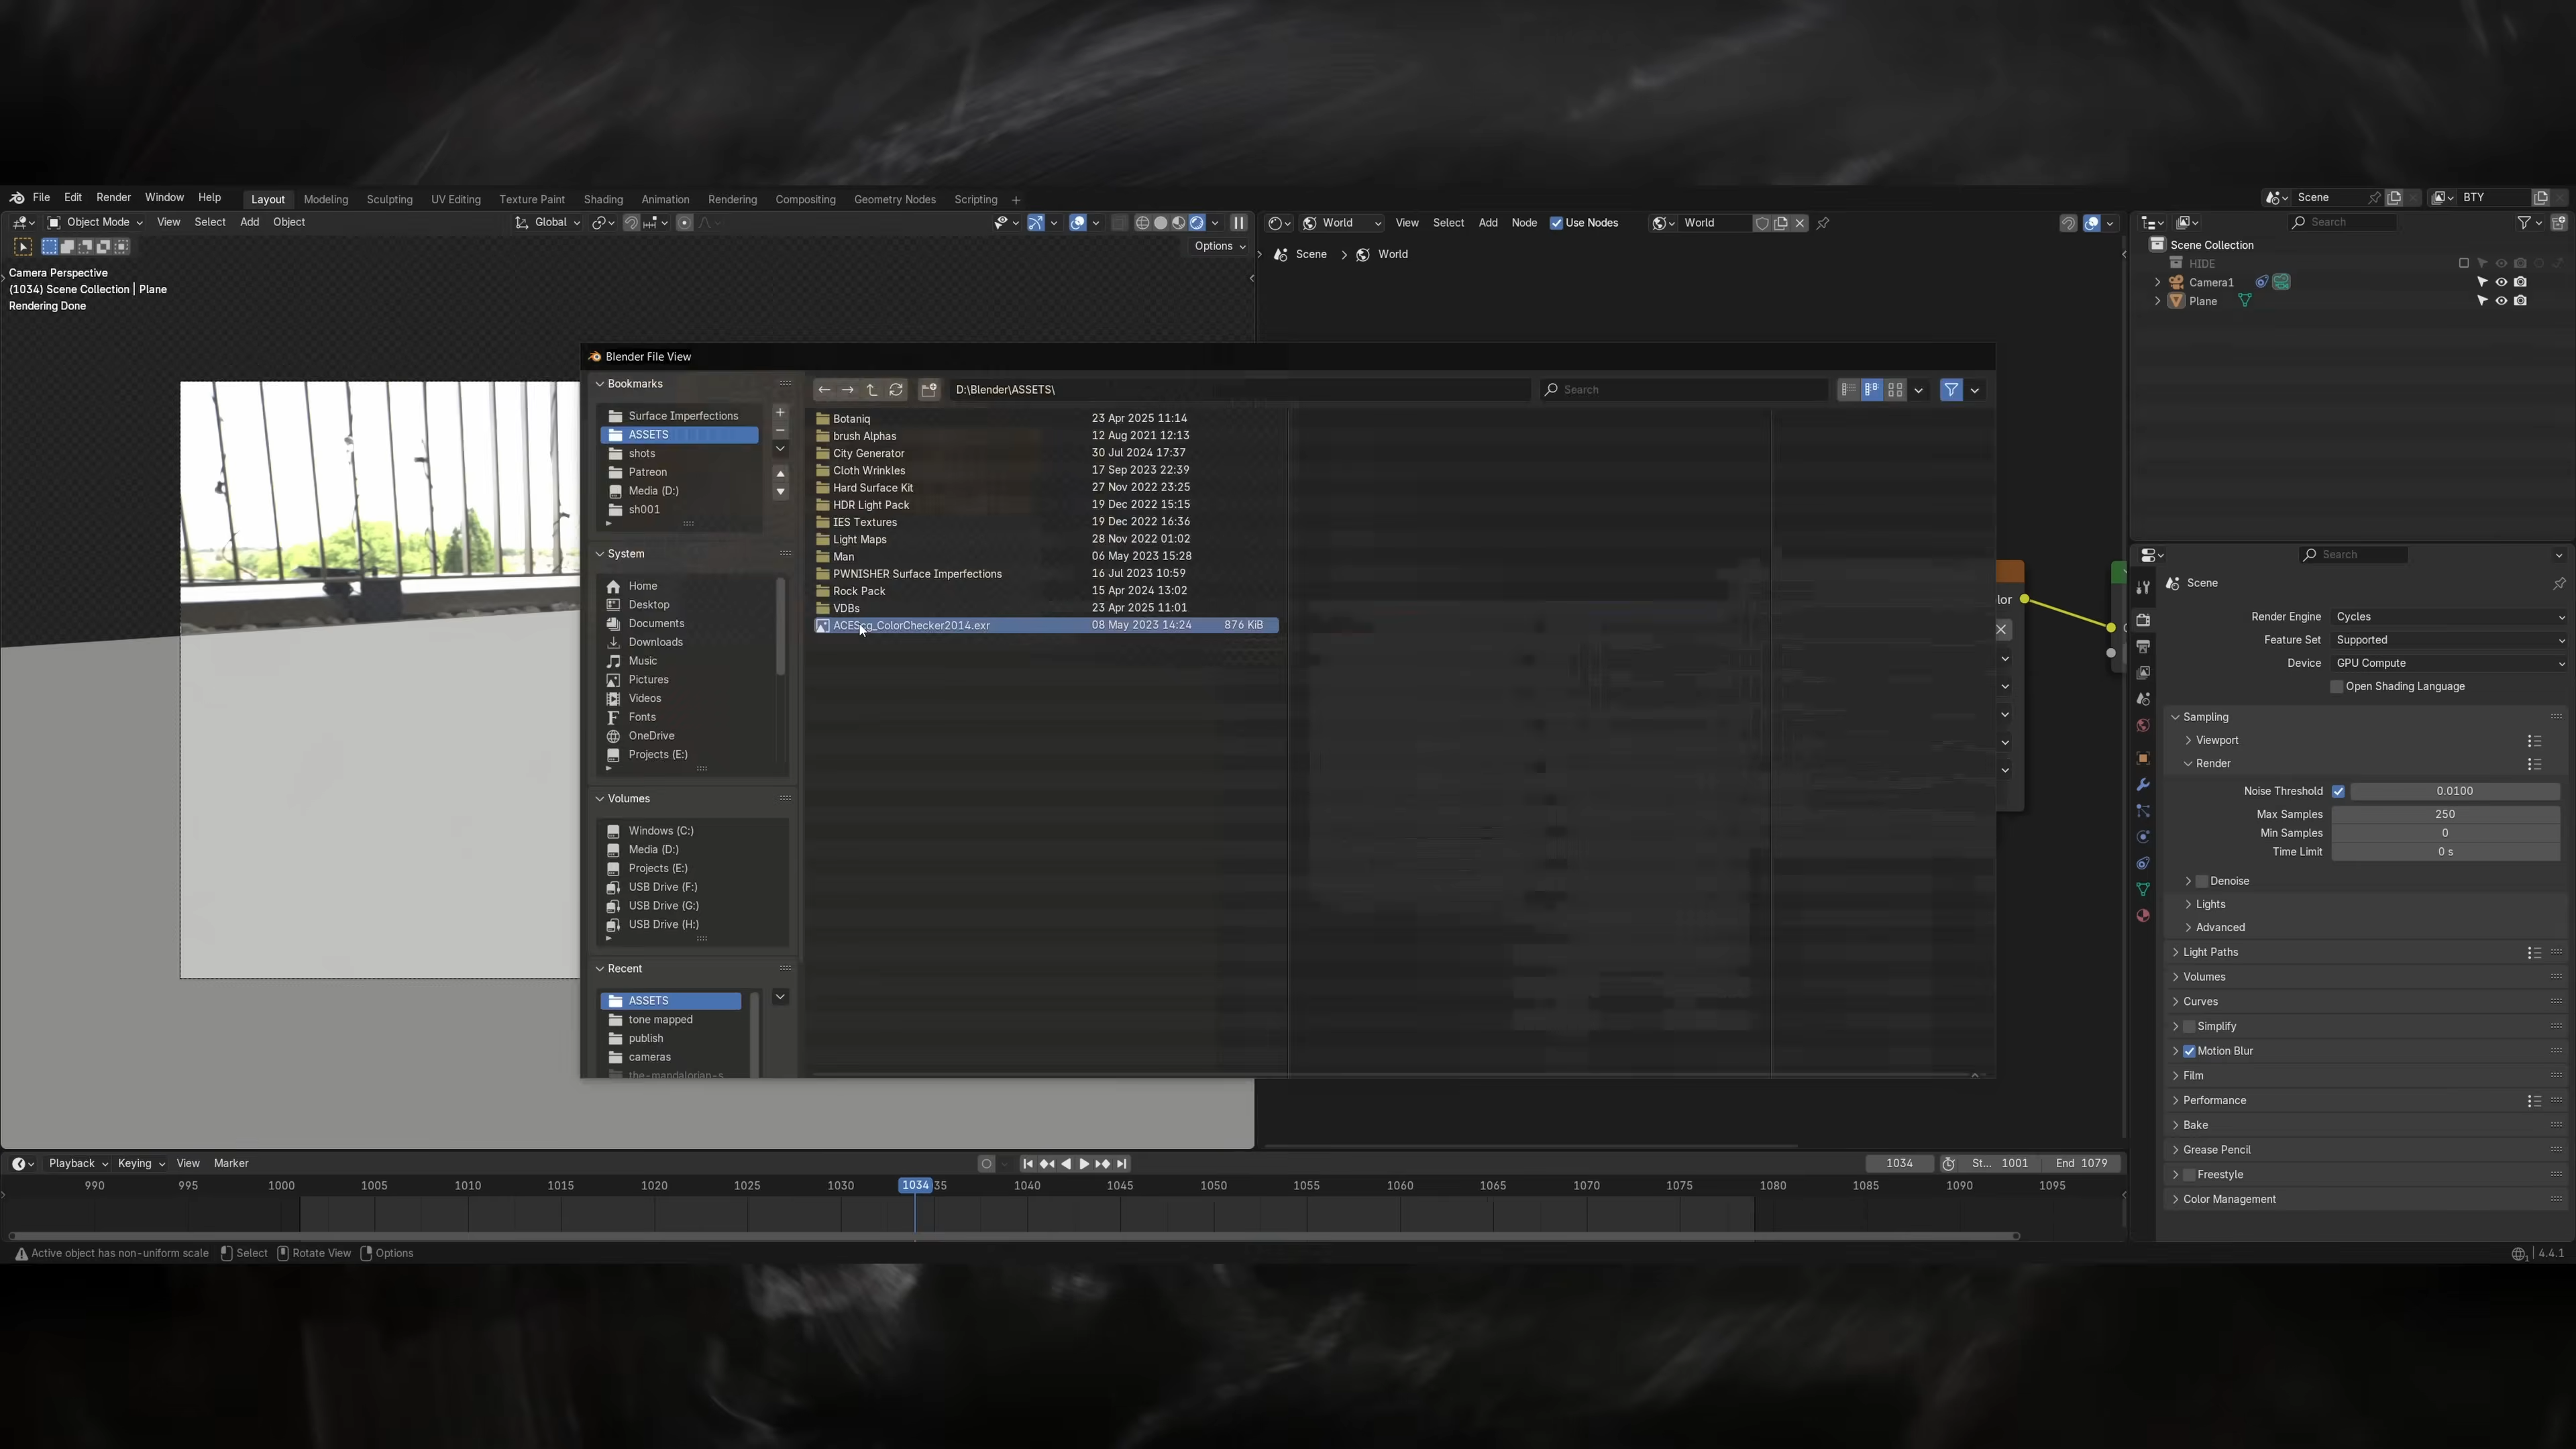 File Edit Render Window Help Layout Modeling Sculpting UV Editing Texture Paint Shading Animation Rendering Compositing Geometry Nodes Scripting + Scene BTY
Object Mode View Select Add Object Global World View Select Add Node Use Nodes World Search
Options
Camera Perspective
(1034) Scene Collection | Plane
Rendering Done
Scene > World
Scene Collection
HIDE
Camera1
Plane
Blender File View
Bookmarks
Surface Imperfections
ASSETS
shots
Patreon
Media (D:)
sh001
System
Home
Desktop
Documents
Downloads
Music
Pictures
Videos
Fonts
OneDrive
Projects (E:)
Volumes
Windows (C:)
Media (D:)
Projects (E:)
USB Drive (F:)
USB Drive (G:)
USB Drive (H:)
Recent
ASSETS
tone mapped
publish
cameras
the-mandalorian-s
D:\Blender\ASSETS\ Search
Botaniq 23 Apr 2025 11:14
brush Alphas 12 Aug 2021 12:13
City Generator 30 Jul 2024 17:37
Cloth Wrinkles 17 Sep 2023 22:39
Hard Surface Kit 27 Nov 2022 23:25
HDR Light Pack 19 Dec 2022 15:15
IES Textures 19 Dec 2022 16:36
Light Maps 28 Nov 2022 01:02
Man 06 May 2023 15:28
PWNISHER Surface Imperfections 16 Jul 2023 10:59
Rock Pack 15 Apr 2024 13:02
VDBs 23 Apr 2025 11:01
ACEScg_ColorChecker2014.exr 08 May 2023 14:24 876 KiB
lor
Search
Scene
Render Engine Cycles
Feature Set Supported
Device GPU Compute
Open Shading Language
Sampling
Viewport
Render
Noise Threshold 0.0100
Max Samples 250
Min Samples 0
Time Limit 0 s
Denoise
Lights
Advanced
Light Paths
Volumes
Curves
Simplify
Motion Blur
Film
Performance
Bake
Grease Pencil
Freestyle
Color Management
Playback Keying View Marker 1034 St... 1001 End 1079
990 995 1000 1005 1010 1015 1020 1025 1030 1034 35 1040 1045 1050 1055 1060 1065 1070 1075 1080 1085 1090 1095
Active object has non-uniform scale Select Rotate View Options 4.4.1